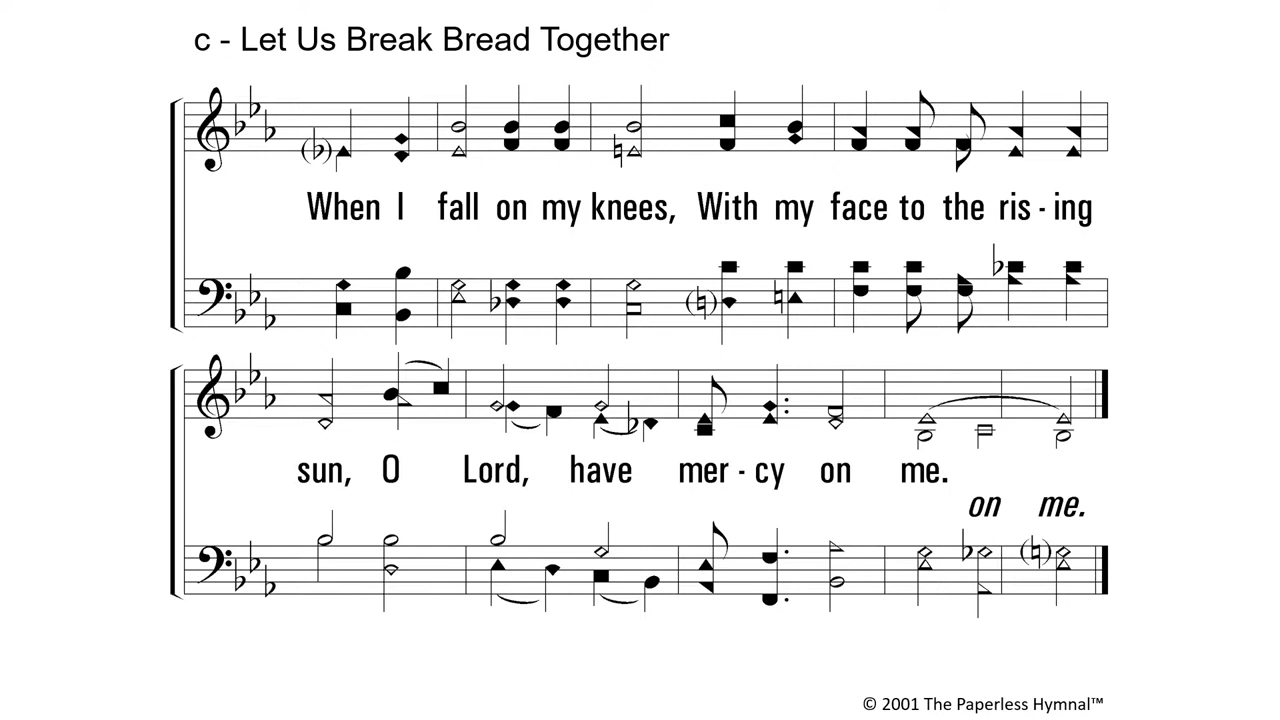 c - Let Us Break Bread Together
When I fall on my knees, With my face to the ris - ing
sun, O Lord, have mer - cy on me.
on me.
© 2001 The Paperless Hymnal™